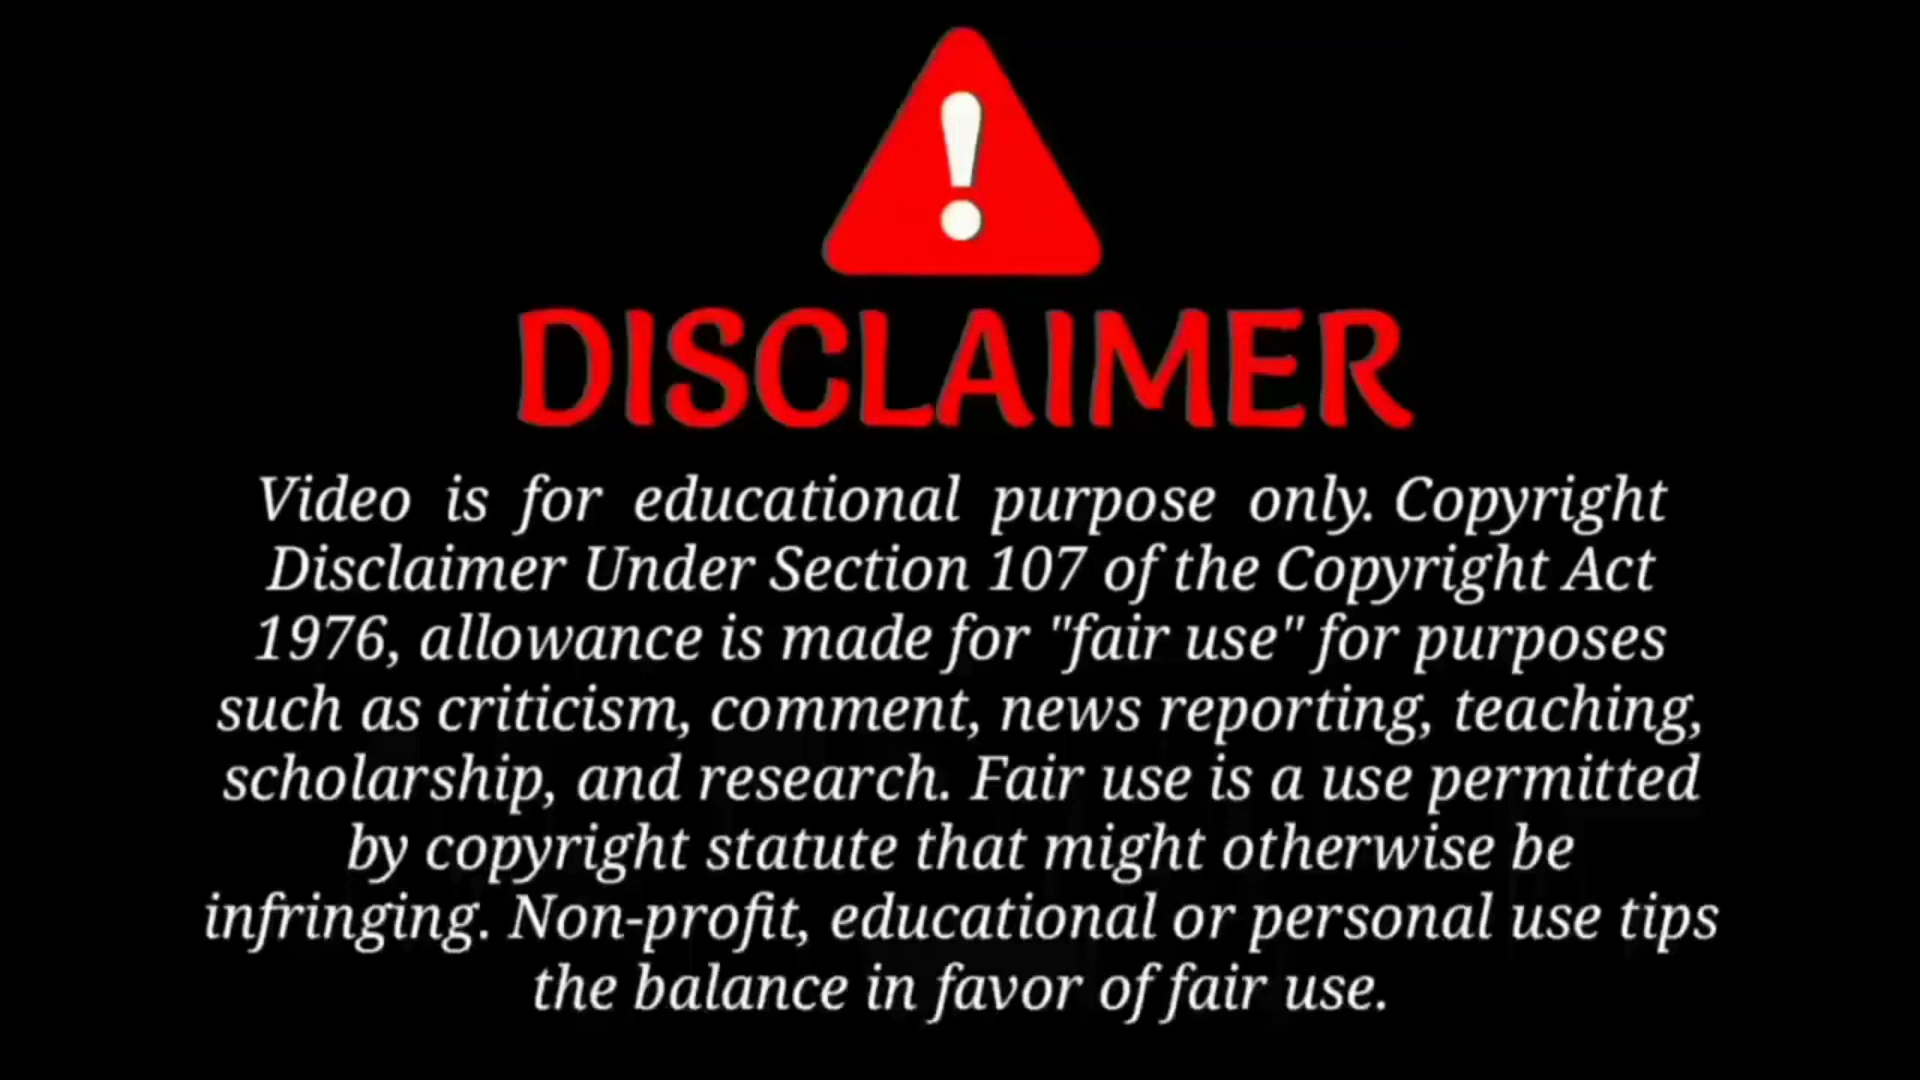 DISCLAIMER
Video is for educational purpose only. Copyright
Disclaimer Under Section 107 of the Copyright Act
1976, allowance is made for "fair use" for purposes
such as criticism, comment, news reporting, teaching,
scholarship, and research. Fair use is a use permitted
by copyright statute that might otherwise be
infringing. Non-profit, educational or personal use tips
the balance in favor of fair use.